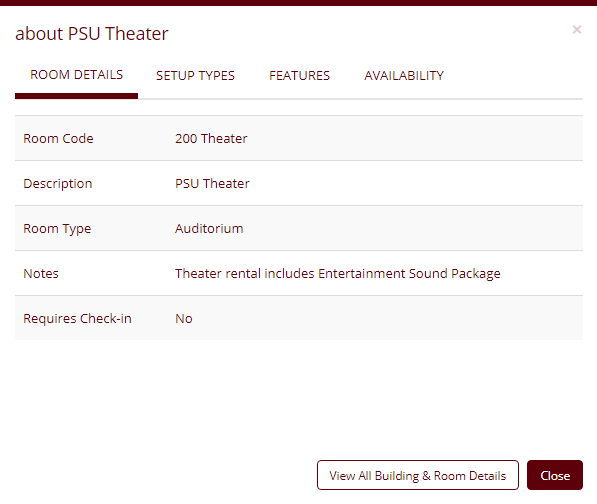 about PSU Theater ×
ROOM DETAILS SETUP TYPES FEATURES AVAILABILITY
Room Code 200 Theater
Description PSU Theater
Room Type Auditorium
Notes Theater rental includes Entertainment Sound Package
Requires Check-in No
View All Building & Room Details Close